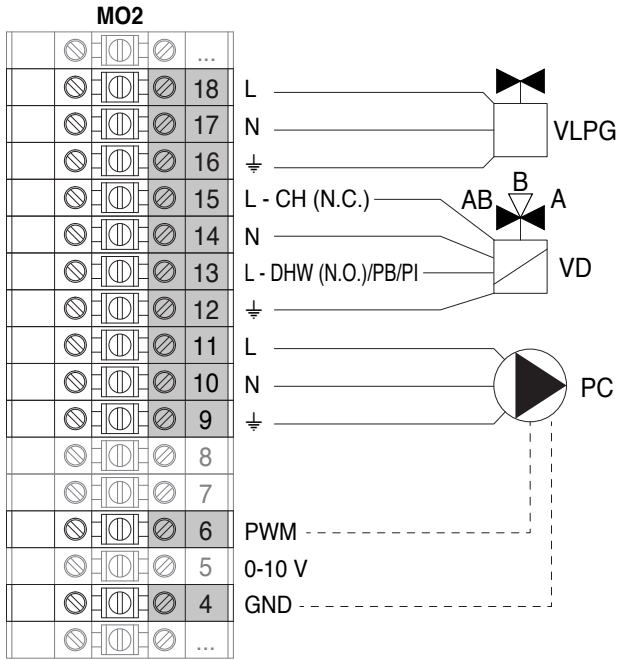 MO2
...
18 L
17 N VLPG
16
15 L - CH (N.C.) AB B A
14 N
13 L - DHW (N.O.)/PB/PI VD
12
11 L
10 N PC
9
8
7
6 PWM
5 0-10 V
4 GND
...